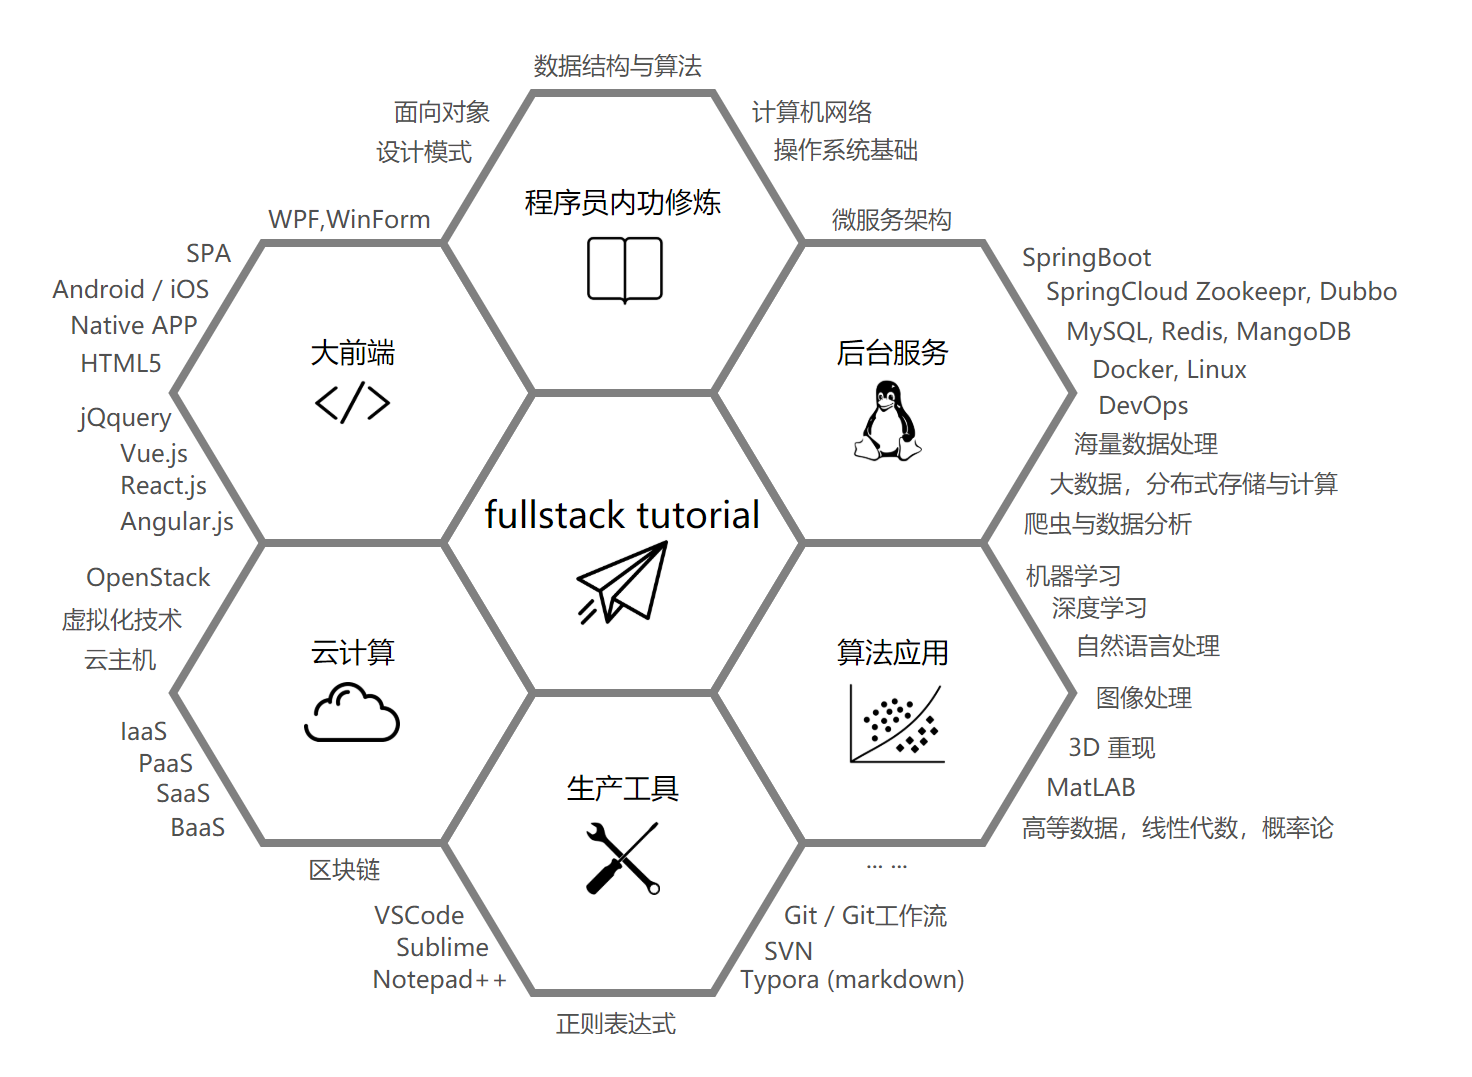 数据结构与算法
面向对象
设计模式
计算机网络
操作系统基础
程序员内功修炼
WPF,WinForm
SPA
Android / iOS
Native APP
HTML5
jQquery
Vue.js
React.js
Angular.js
大前端
微服务架构
SpringBoot
SpringCloud Zookeepr, Dubbo
MySQL, Redis, MangoDB
Docker, Linux
DevOps
海量数据处理
大数据，分布式存储与计算
爬虫与数据分析
后台服务
fullstack tutorial
OpenStack
虚拟化技术
云主机
IaaS
PaaS
SaaS
BaaS
区块链
云计算
机器学习
深度学习
自然语言处理
图像处理
3D 重现
MatLAB
高等数据，线性代数，概率论
... ...
算法应用
生产工具
VSCode
Sublime
Notepad++
Git / Git工作流
SVN
Typora (markdown)
正则表达式